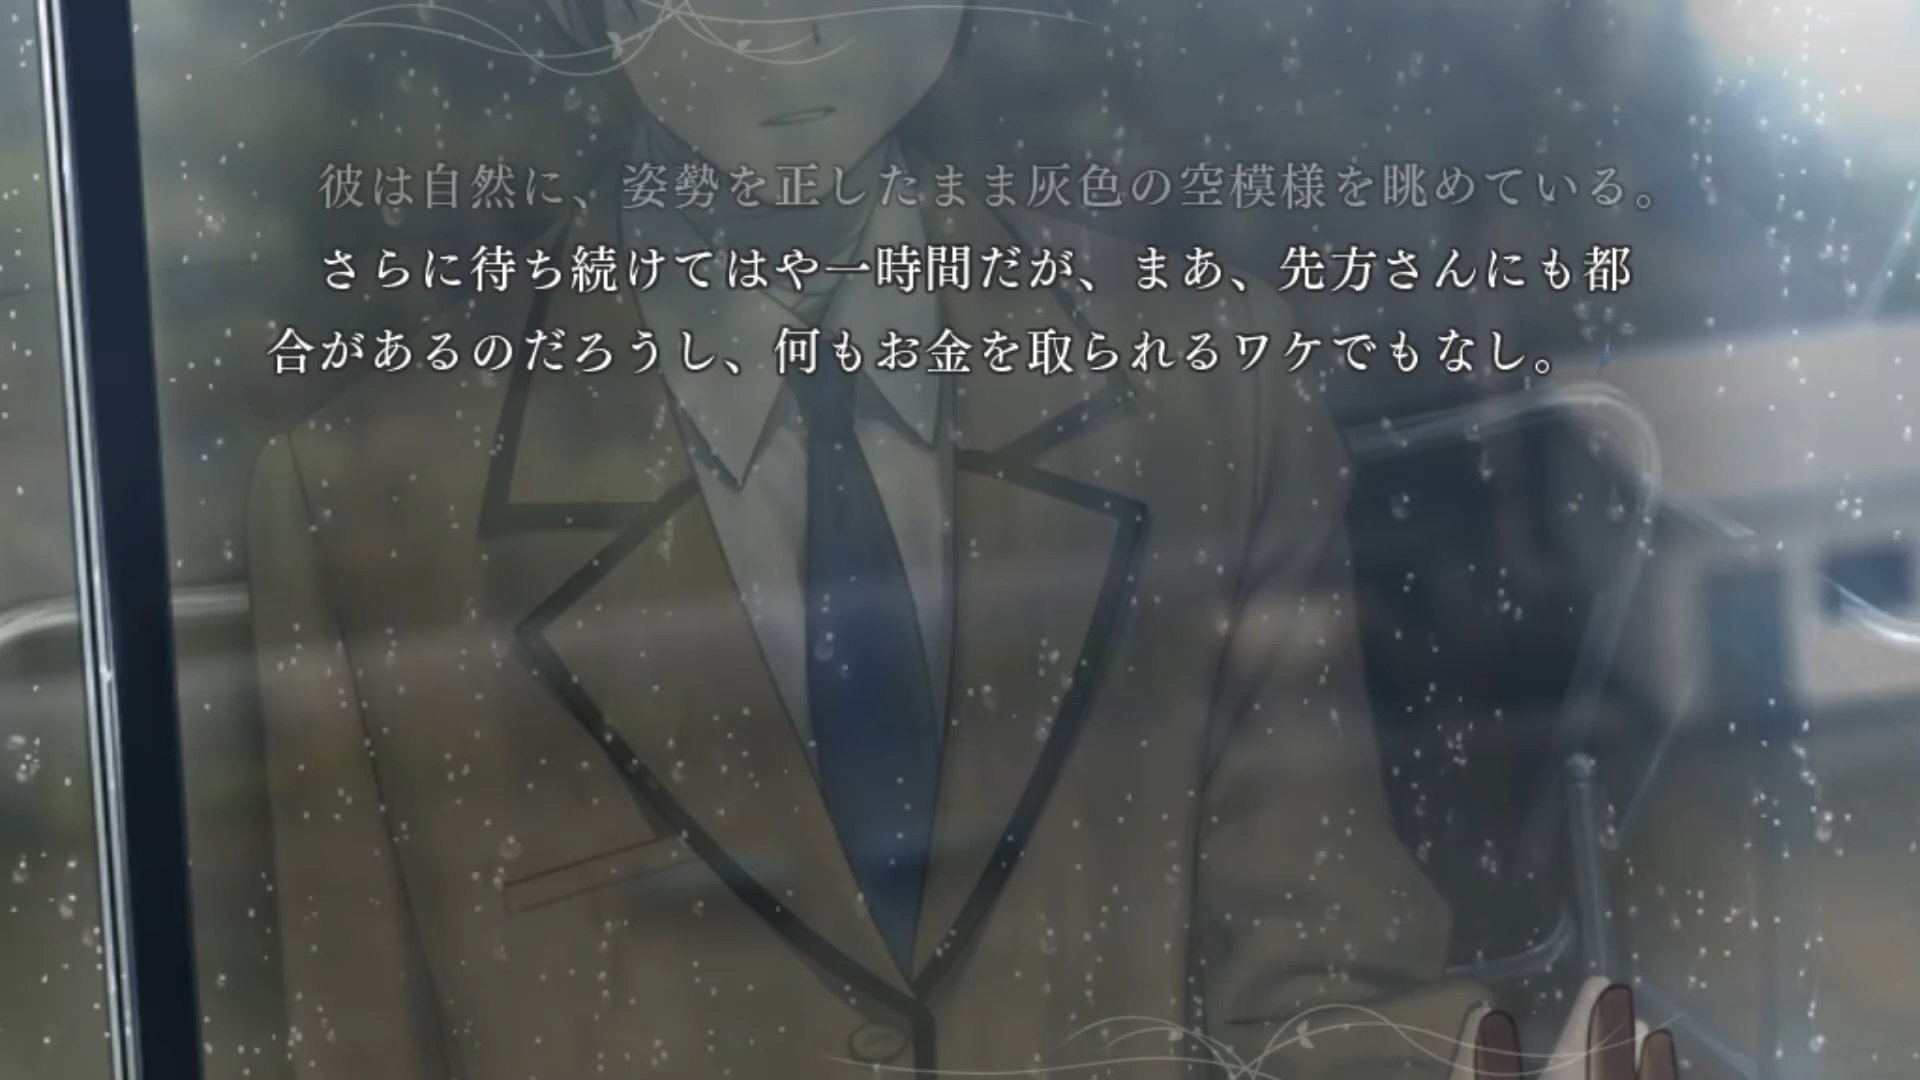 彼は自然に、姿勢を正したまま灰色の空模様を眺めている。
さらに待ち続けてはや一時間だが、まあ、先方さんにも都
合があるのだろうし、何もお金を取られるワケでもなし。